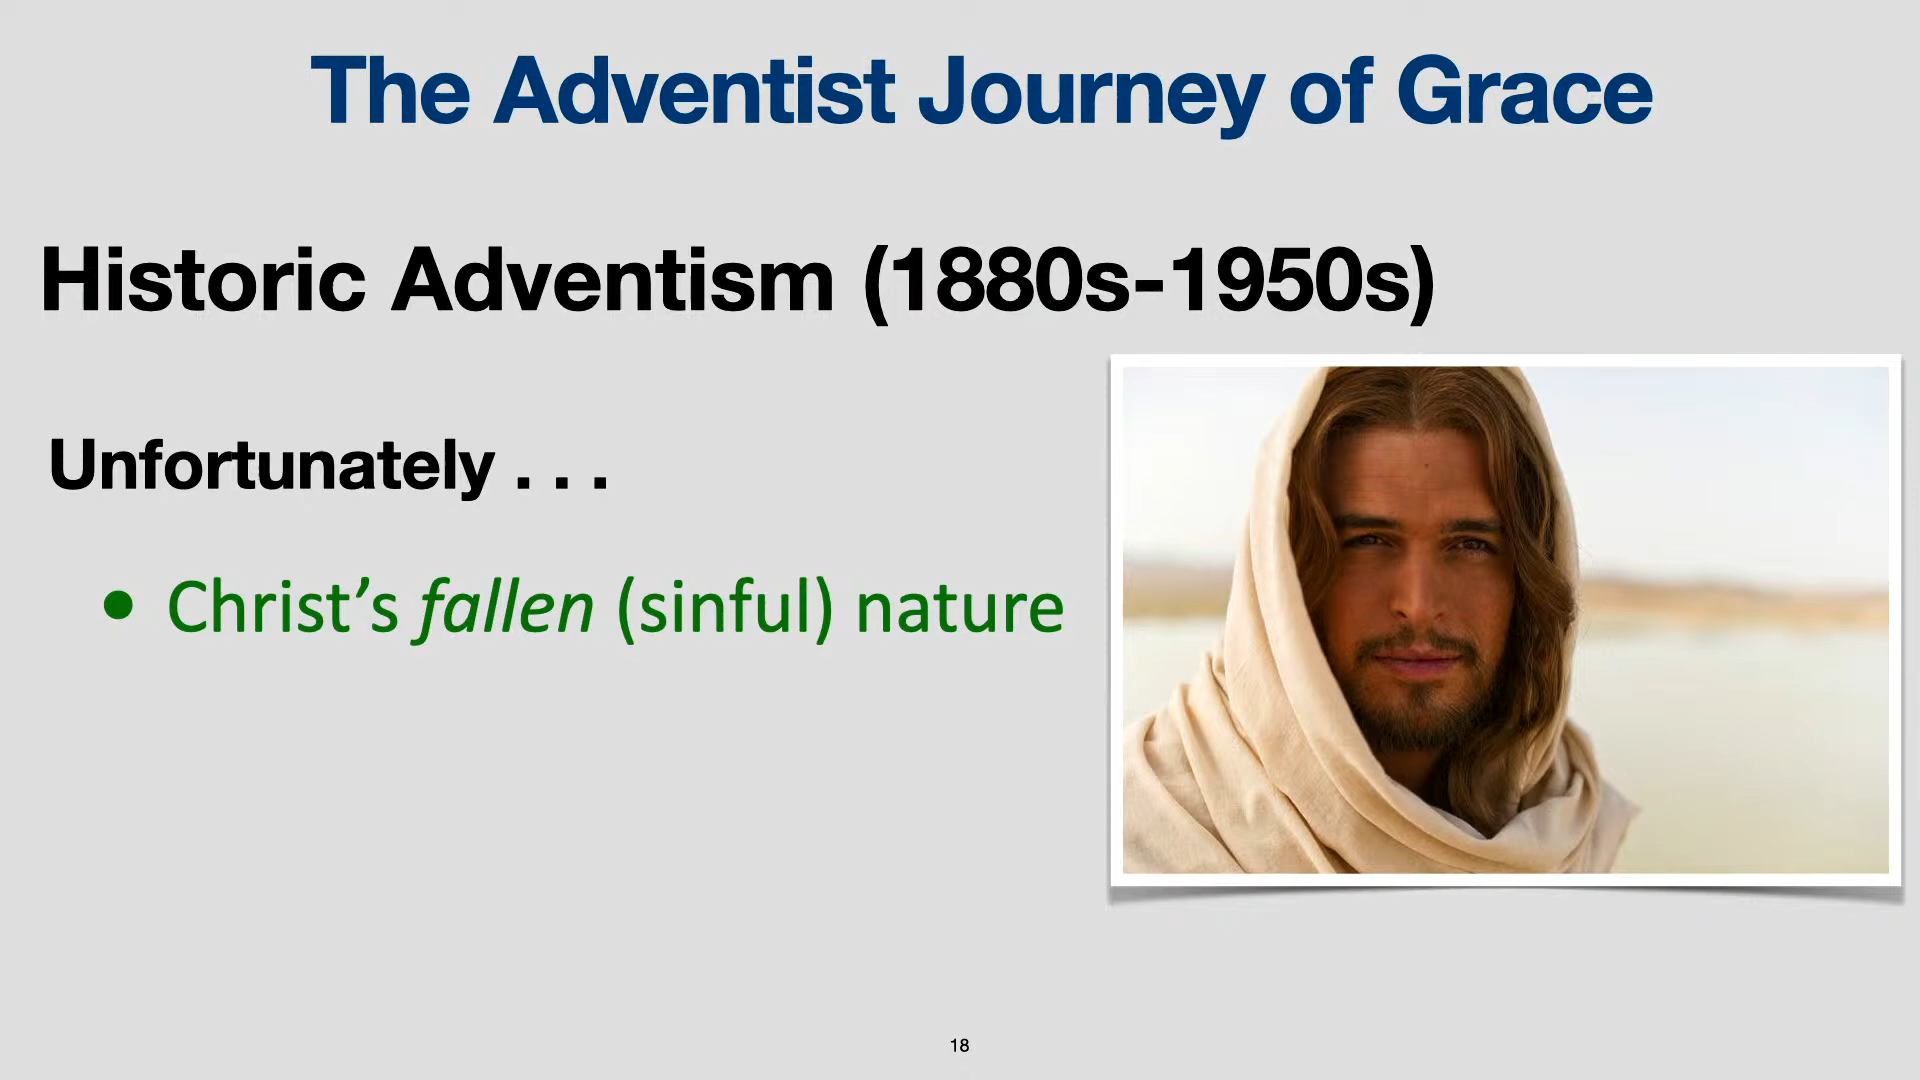 The Adventist Journey of Grace
Historic Adventism (1880s-1950s)
Unfortunately . . .
• Christ’s fallen (sinful) nature
18